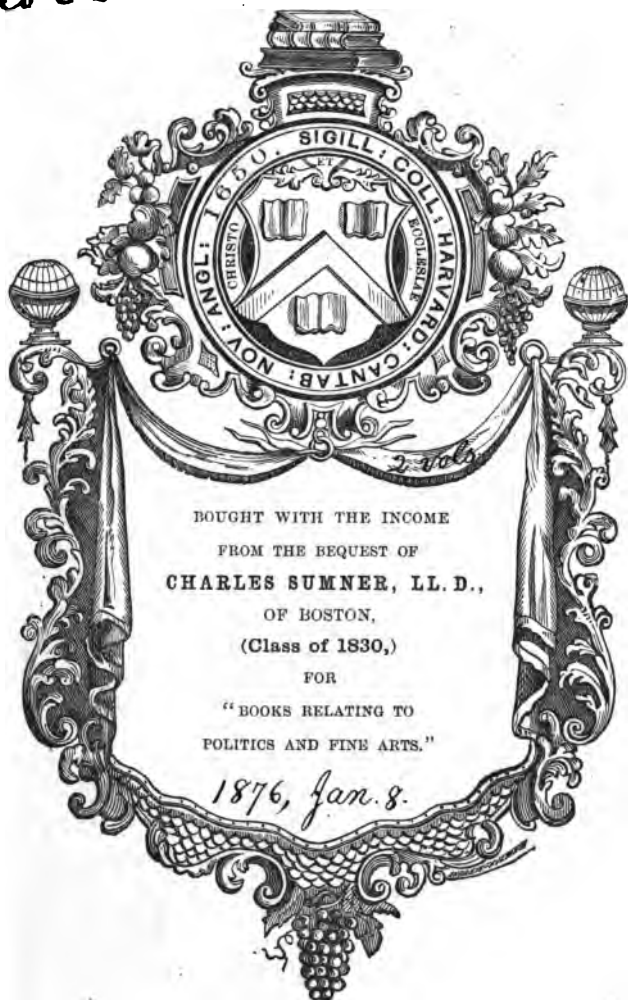 SIGILL: COLL: HARVARD: CANTAB: NOV: ANGL: 1650.
ET
CHRISTO
ECCLESIAE
2 vols
BOUGHT WITH THE INCOME
FROM THE BEQUEST OF
CHARLES SUMNER, LL. D.,
OF BOSTON,
(Class of 1830,)
FOR
"BOOKS RELATING TO
POLITICS AND FINE ARTS."
1876, Jan. 8.